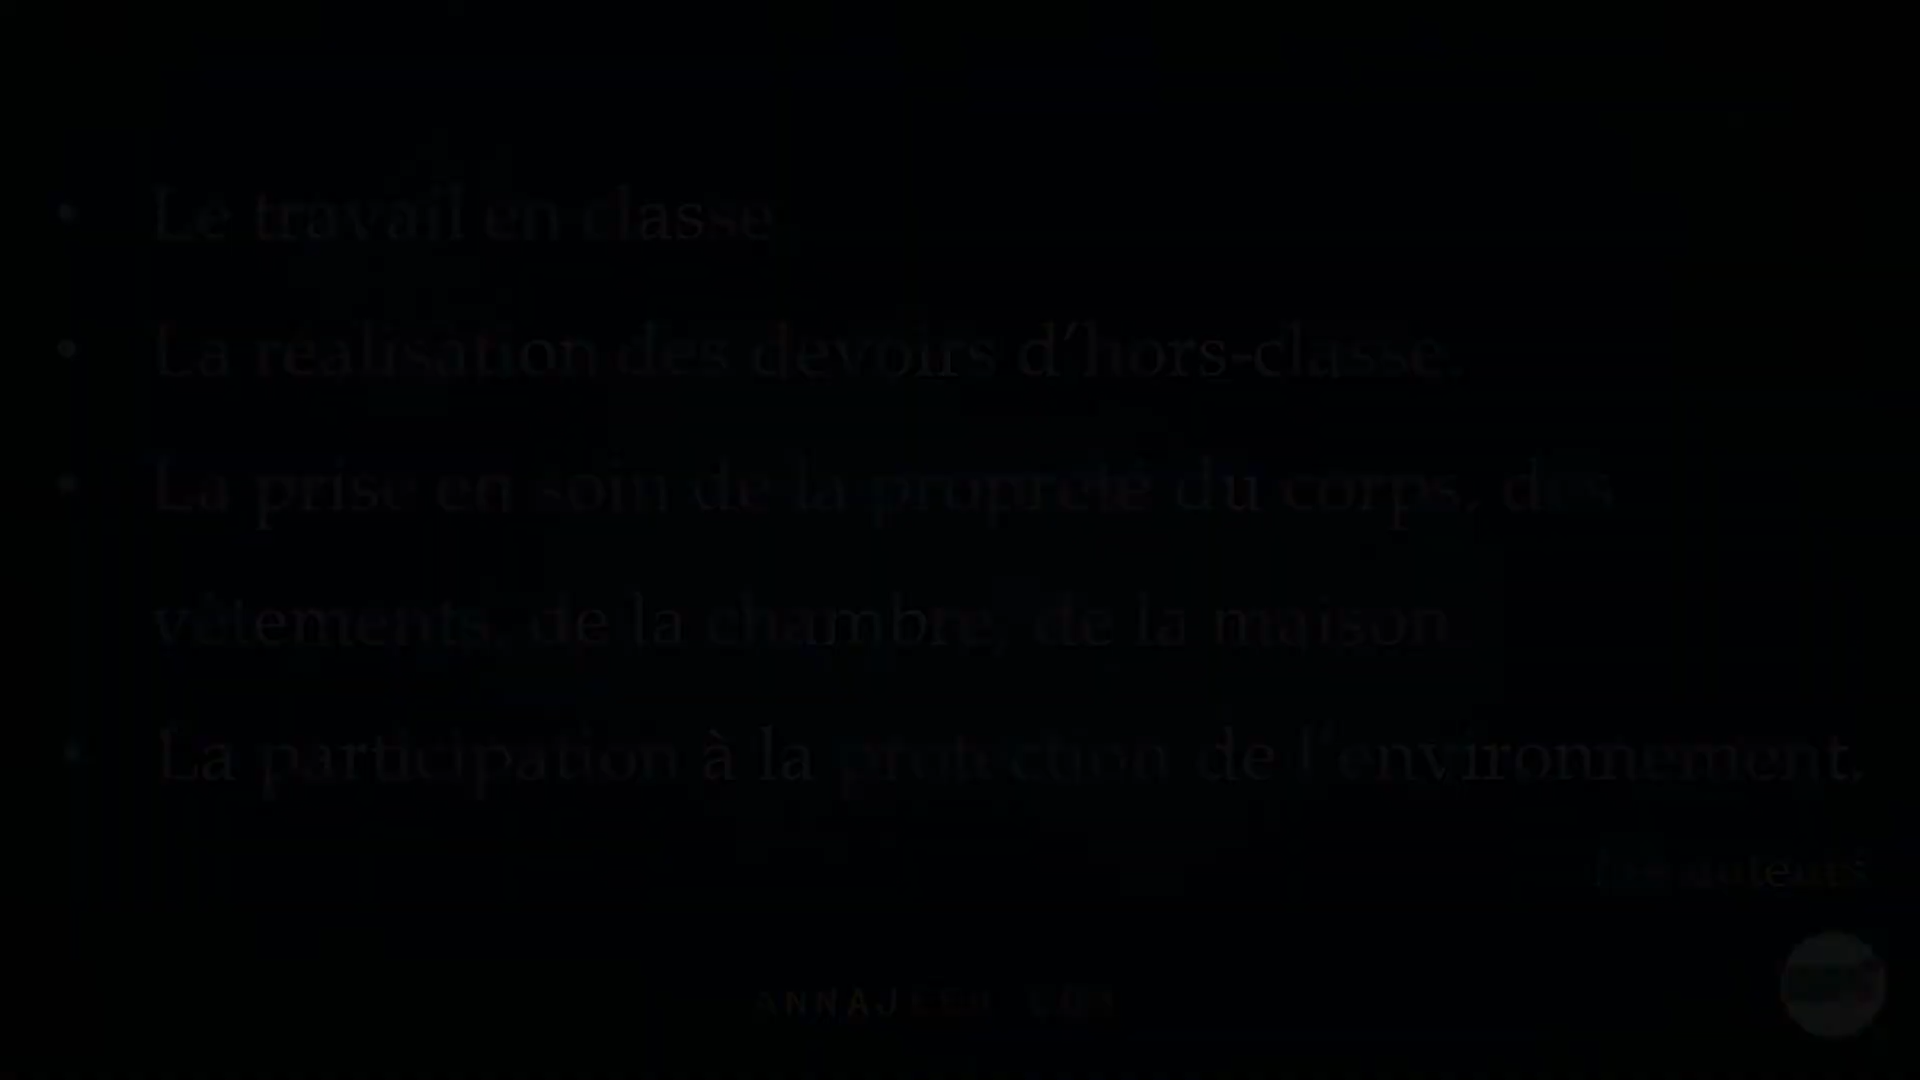 • Le travail en classe
• La réalisation des devoirs d'hors-classe.
• La prise en soin de la propreté du corps, des
vêtements, de la chambre, de la maison
• La participation à la protection de l'environnement.